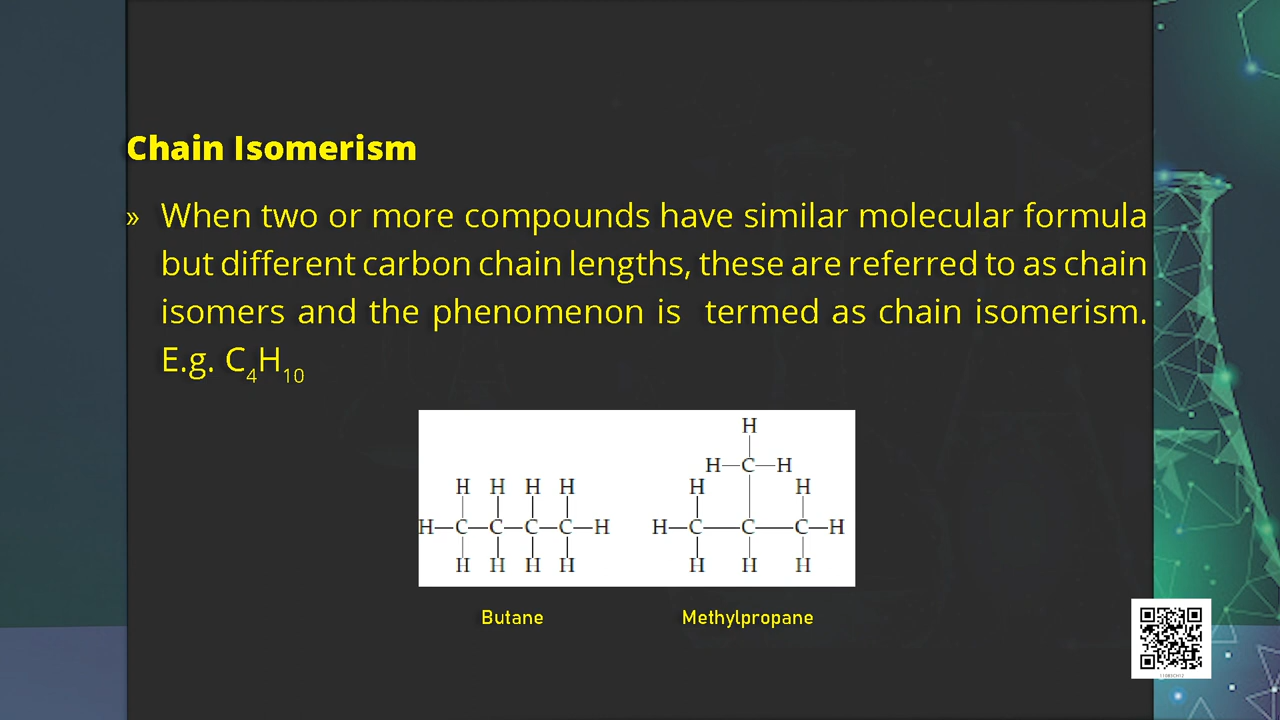 Chain Isomerism
» When two or more compounds have similar molecular formula
but different carbon chain lengths, these are referred to as chain
isomers and the phenomenon is termed as chain isomerism.
E.g. C₄H₁₀
H
H—C—H
H H H H H H
H—C—C—C—C—H H—C—C—C—H
H H H H H H H
Butane Methylpropane